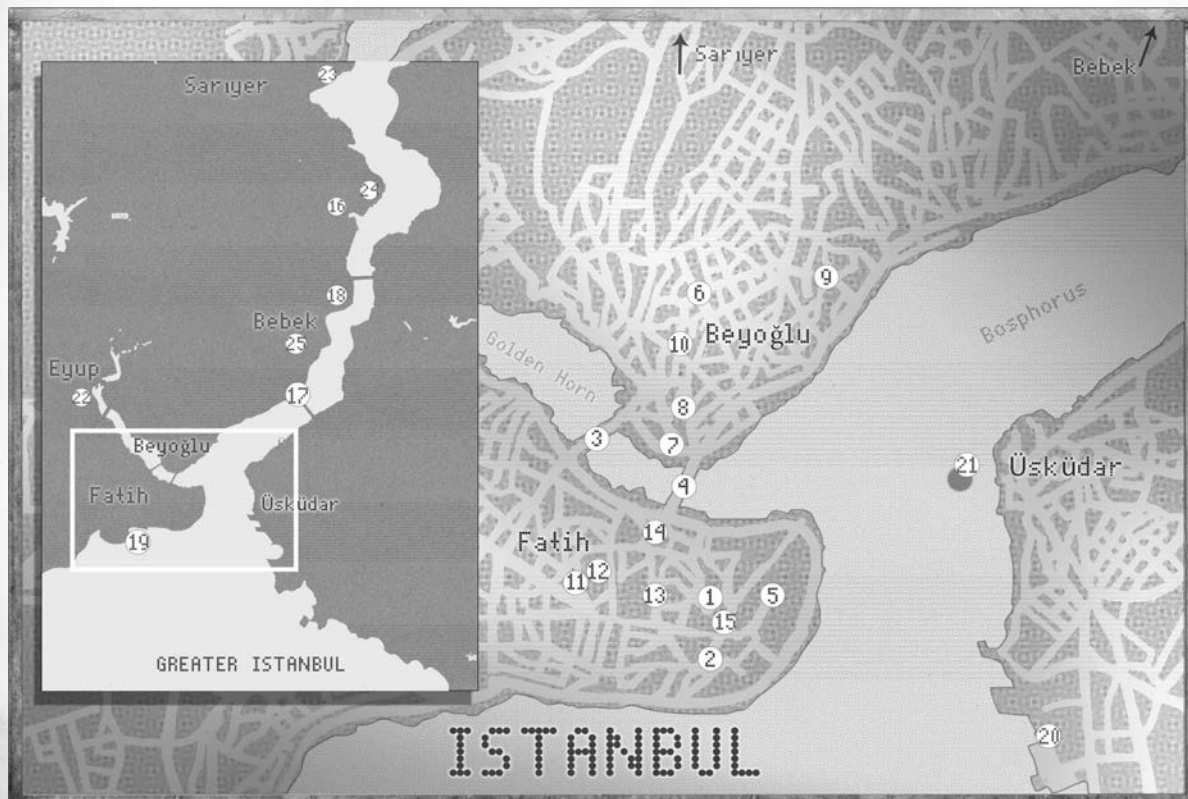 Sarıyer
Bebek
23
Sarıyer
24
16
18
Bebek
25
Eyup
22
17
Beyoğlu
Fatih
Üsküdar
19
GREATER ISTANBUL
9
6
Beyoğlu
10
Golden Horn
Bosphorus
8
3
7
4
21
Üsküdar
14
Fatih
12
11
13
1
5
15
2
20
ISTANBUL